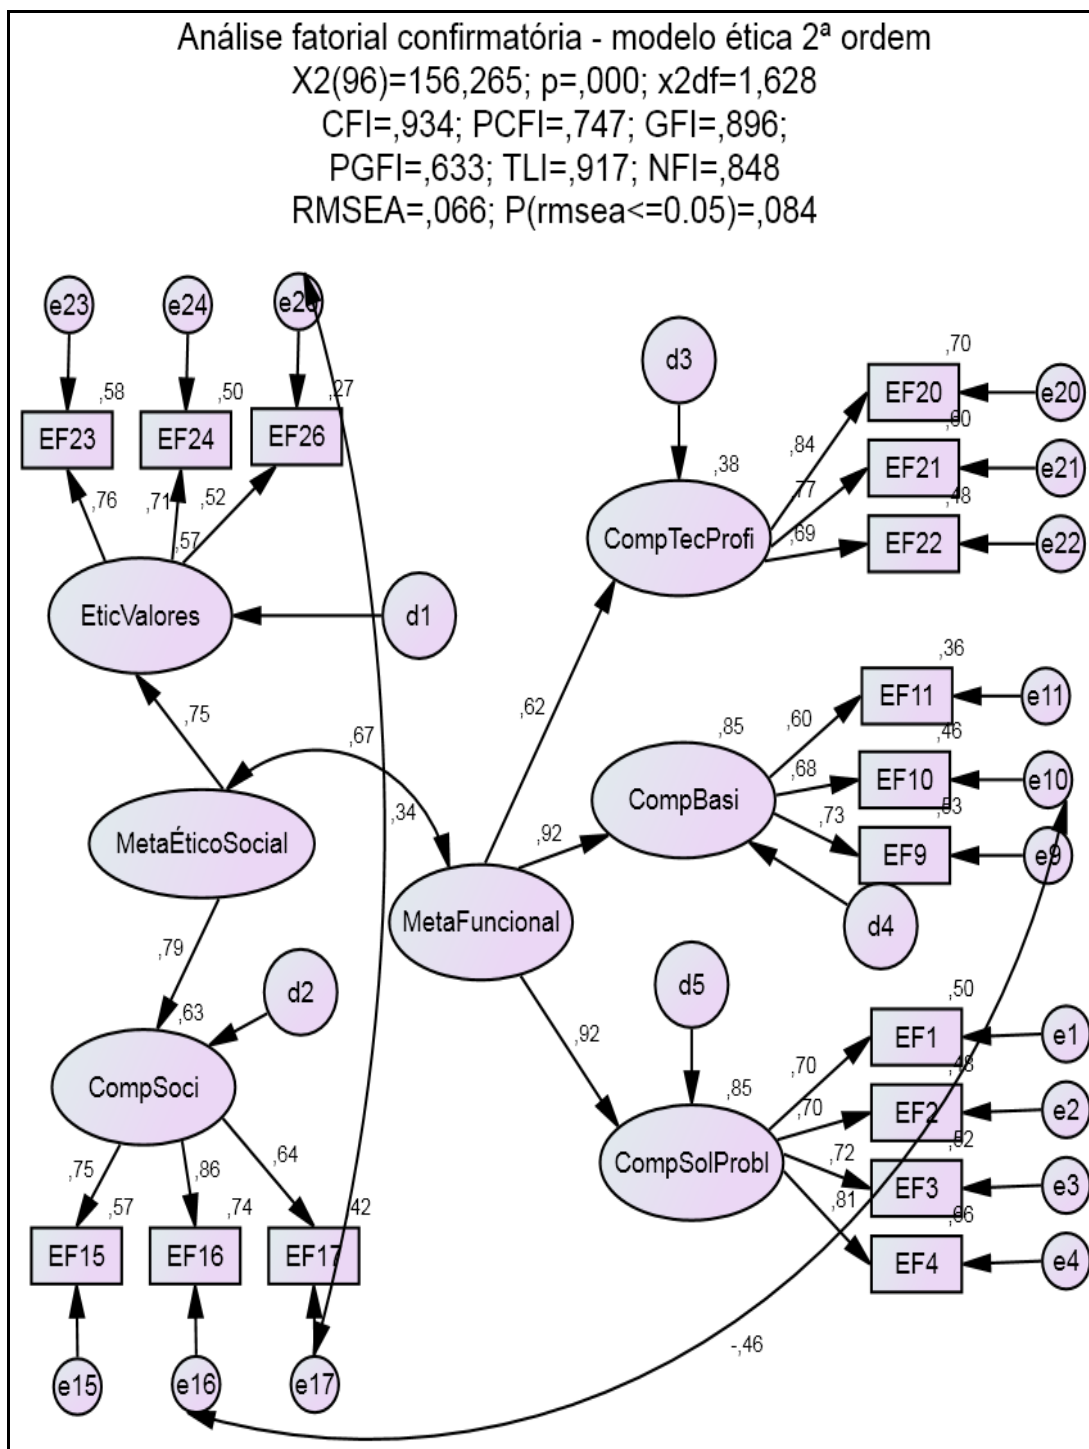 Análise fatorial confirmatória - modelo ética 2ª ordem
X2(96)=156,265; p=,000; x2df=1,628
CFI=,934; PCFI=,747; GFI=,896;
PGFI=,633; TLI=,917; NFI=,848
RMSEA=,066; P(rmsea<=0.05)=,084
e23
e24
,58
,50
,27
EF23
EF24
EF26
,76
,71
,52
,57
EticValores
d1
,75
,67
,34
MetaÉticoSocial
MetaFuncional
,79
d2
,63
CompSoci
,75
,86
,64
,57
,74
42
EF15
EF16
EF17
e15
e16
e17
d3
,38
CompTecProfi
,62
,84
,77
,69
,70
EF20
e20
,60
EF21
e21
,48
EF22
e22
,85
CompBasi
,92
,60
,68
,73
,36
EF11
e11
,46
EF10
e10
,53
EF9
e9
d4
d5
,92
,85
CompSolProbl
,70
,70
,72
,81
,50
EF1
e1
,48
EF2
e2
,52
EF3
e3
,66
EF4
e4
-,46